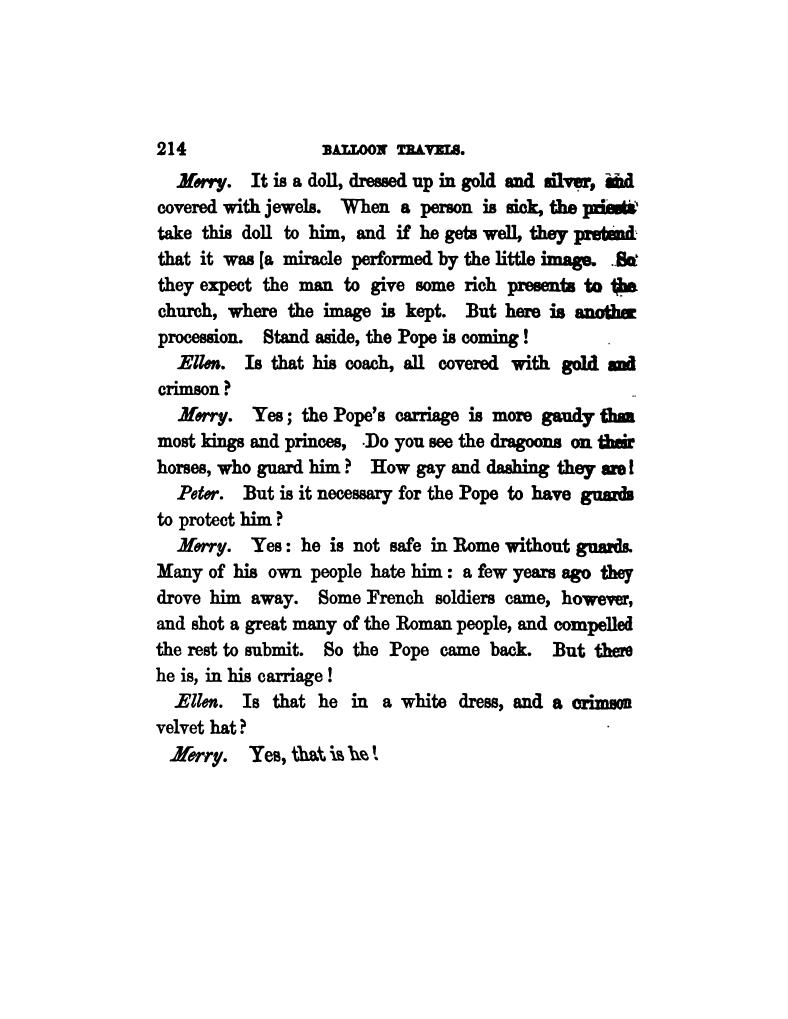 214 BALLOON TRAVELS.
Merry. It is a doll, dressed up in gold and silver, and
covered with jewels. When a person is sick, the priests
take this doll to him, and if he gets well, they pretend
that it was [a miracle performed by the little image. So
they expect the man to give some rich presents to the
church, where the image is kept. But here is another
procession. Stand aside, the Pope is coming!
Ellen. Is that his coach, all covered with gold and
crimson?
Merry. Yes; the Pope's carriage is more gaudy than
most kings and princes, Do you see the dragoons on their
horses, who guard him? How gay and dashing they are!
Peter. But is it necessary for the Pope to have guards
to protect him?
Merry. Yes: he is not safe in Rome without guards.
Many of his own people hate him: a few years ago they
drove him away. Some French soldiers came, however,
and shot a great many of the Roman people, and compelled
the rest to submit. So the Pope came back. But there
he is, in his carriage!
Ellen. Is that he in a white dress, and a crimson
velvet hat?
Merry. Yes, that is he!